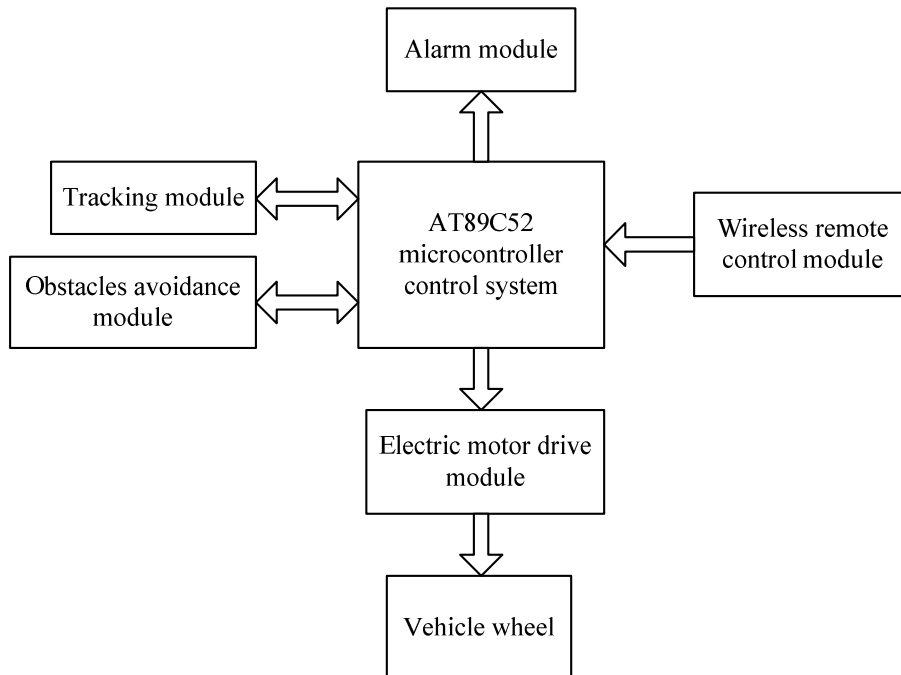 Alarm module
Tracking module
AT89C52
microcontroller
control system
Wireless remote
control module
Obstacles avoidance
module
Electric motor drive
module
Vehicle wheel